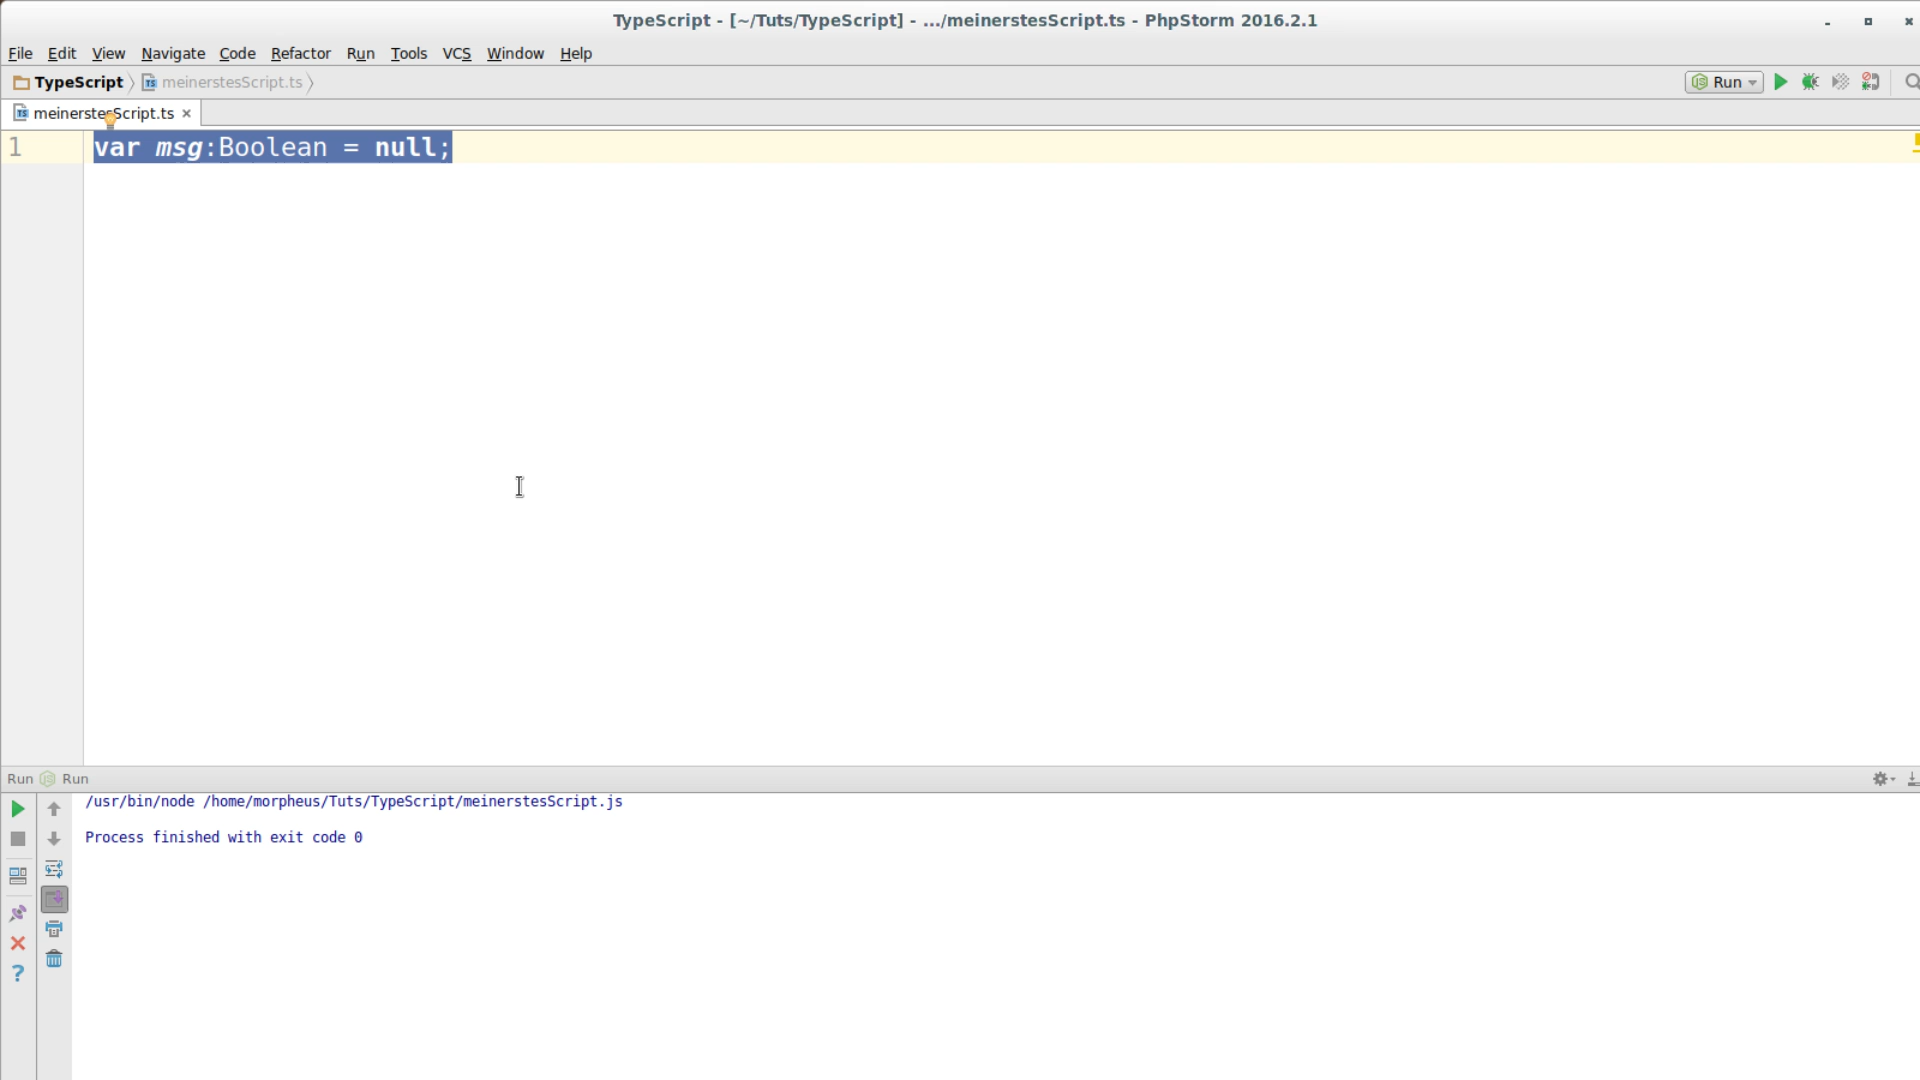 TypeScript - [~/Tuts/TypeScript] - .../meinerstesScript.ts - PhpStorm 2016.2.1
File Edit View Navigate Code Refactor Run Tools VCS Window Help
TypeScript meinerstesScript.ts Run
meinerstesScript.ts
1 var msg:Boolean = null;
Run Run
/usr/bin/node /home/morpheus/Tuts/TypeScript/meinerstesScript.js
Process finished with exit code 0